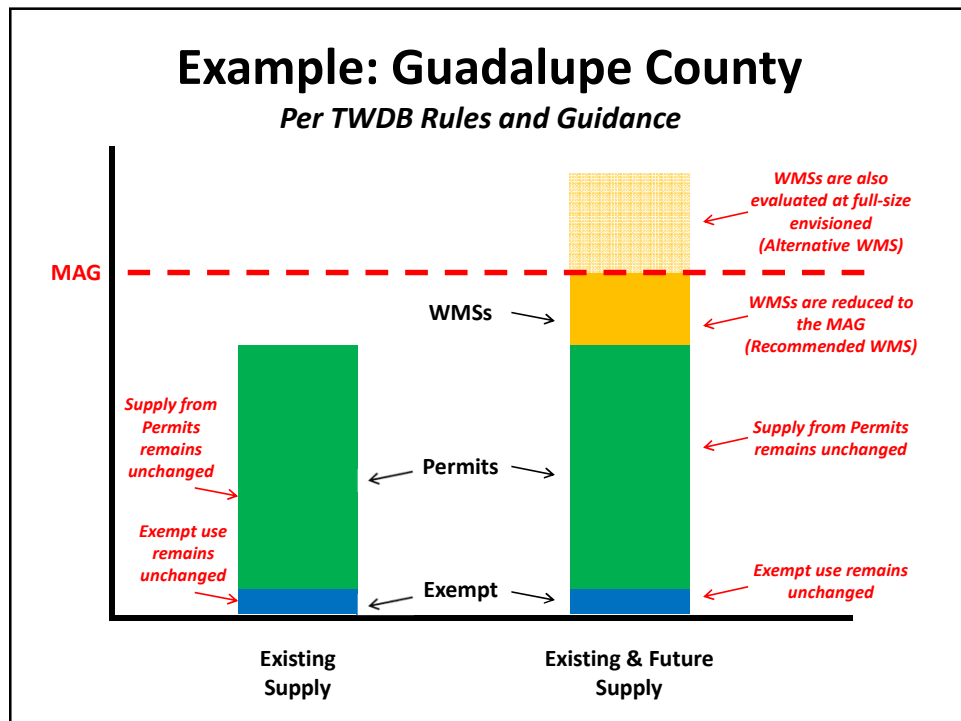 Example: Guadalupe County
Per TWDB Rules and Guidance
WMSs are also
evaluated at full-size
envisioned
(Alternative WMS)
MAG
WMSs
WMSs are reduced to
the MAG
(Recommended WMS)
Supply from
Permits
remains
unchanged
Permits
Supply from Permits
remains unchanged
Exempt use
remains
unchanged
Exempt
Exempt use remains
unchanged
Existing
Supply
Existing & Future
Supply